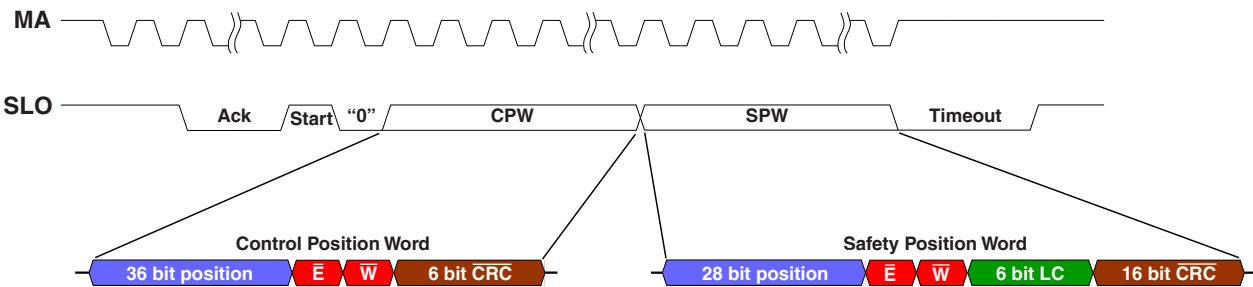 MA
SLO
Ack
Start
“0”
CPW
SPW
Timeout
Control Position Word
Safety Position Word
36 bit position
E̅
W̅
6 bit C̅R̅C̅
28 bit position
E̅
W̅
6 bit LC
16 bit C̅R̅C̅